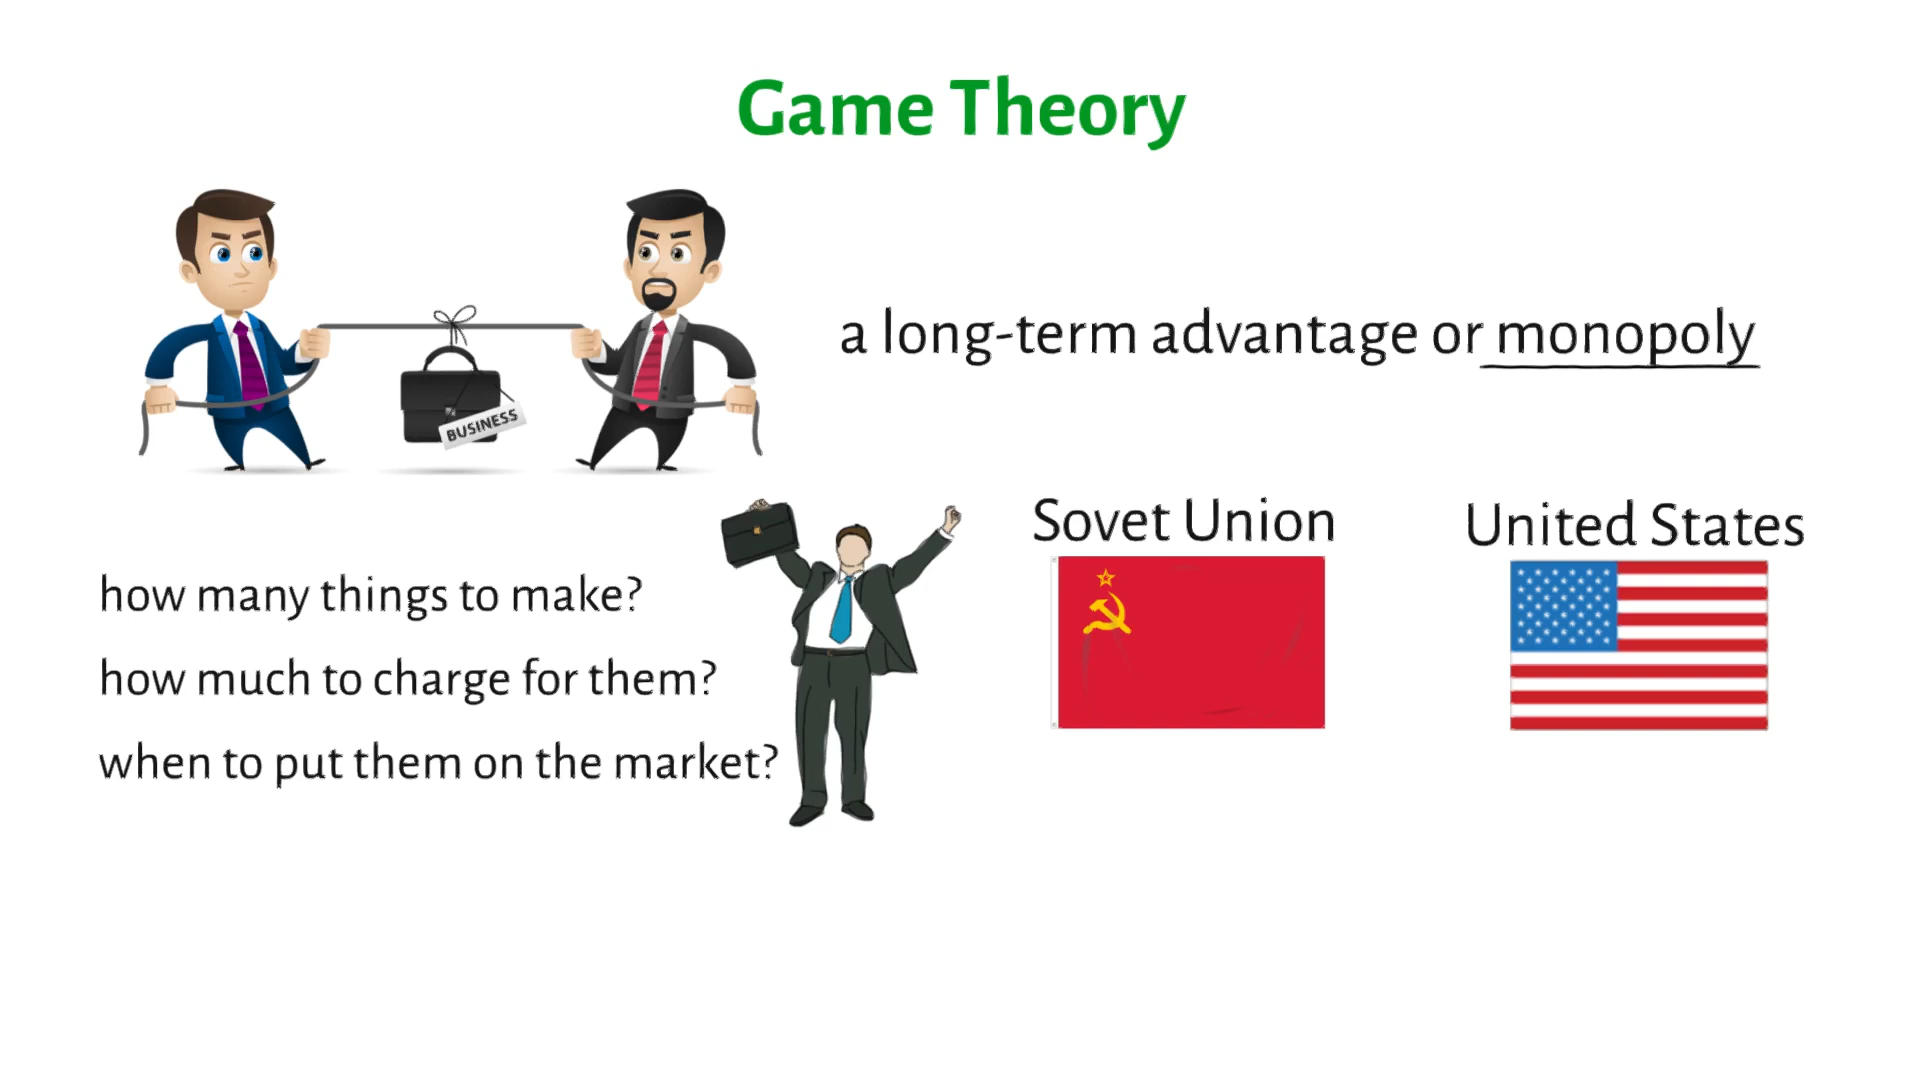 Game Theory
BUSINESS
a long-term advantage or monopoly
how many things to make?
how much to charge for them?
when to put them on the market?
Sovet Union
United States